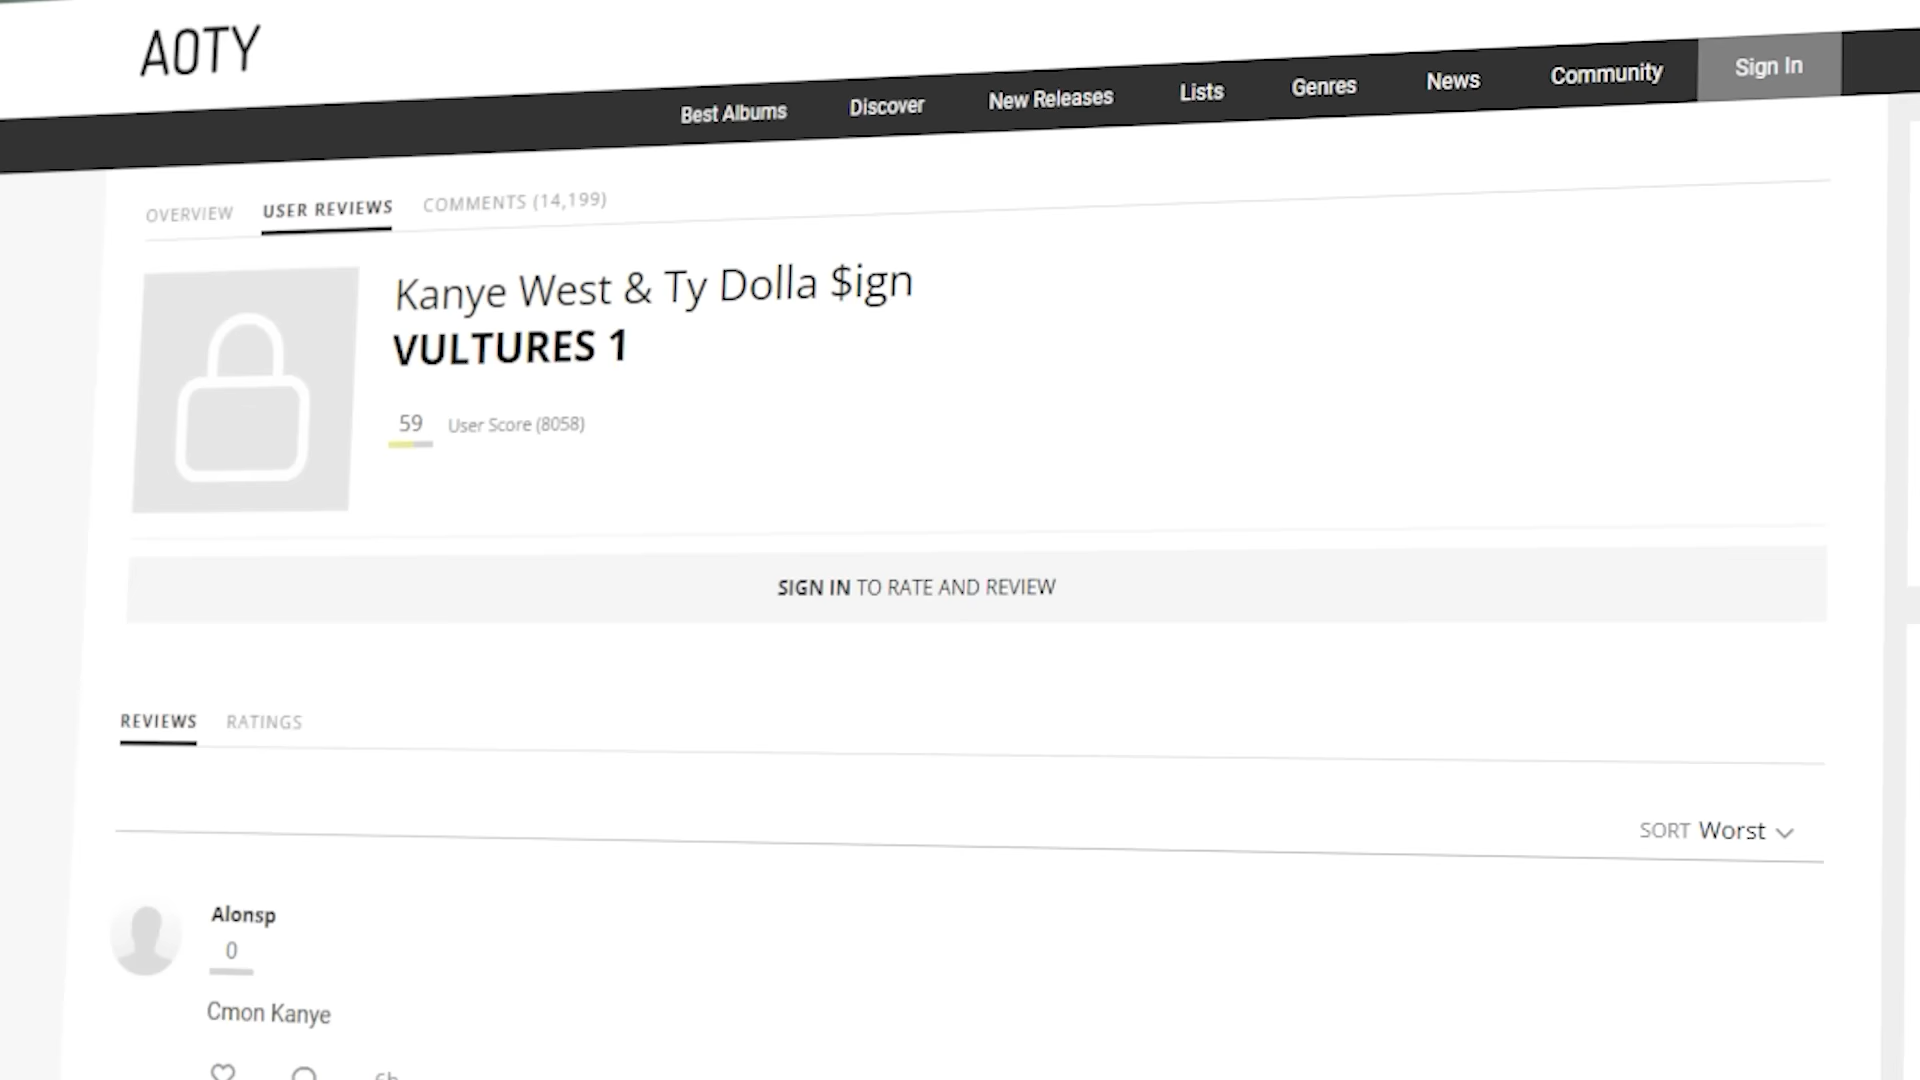 AOTY
Best Albums Discover New Releases Lists Genres News Community Sign In
OVERVIEW USER REVIEWS COMMENTS (14,199)
Kanye West & Ty Dolla $ign
VULTURES 1
59 User Score (8058)
SIGN IN TO RATE AND REVIEW
REVIEWS RATINGS
SORT Worst
Alonsp
0
Cmon Kanye